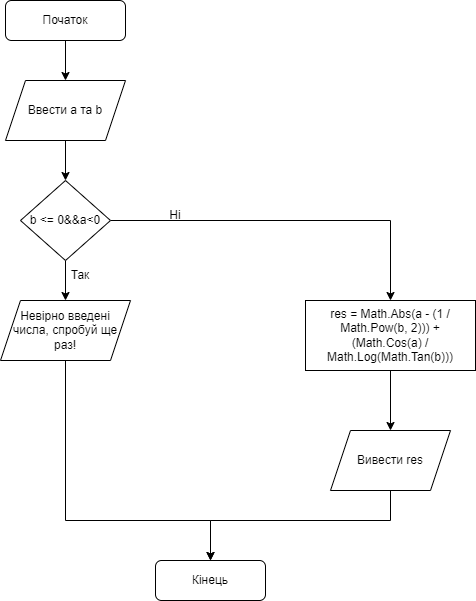 Початок
Ввести a та b
b <= 0&&a<0
Ні
Так
Невірно введені
числа, спробуй ще
раз!
res = Math.Abs(a - (1 /
Math.Pow(b, 2))) +
(Math.Cos(a) /
Math.Log(Math.Tan(b)))
Вивести res
Кінець